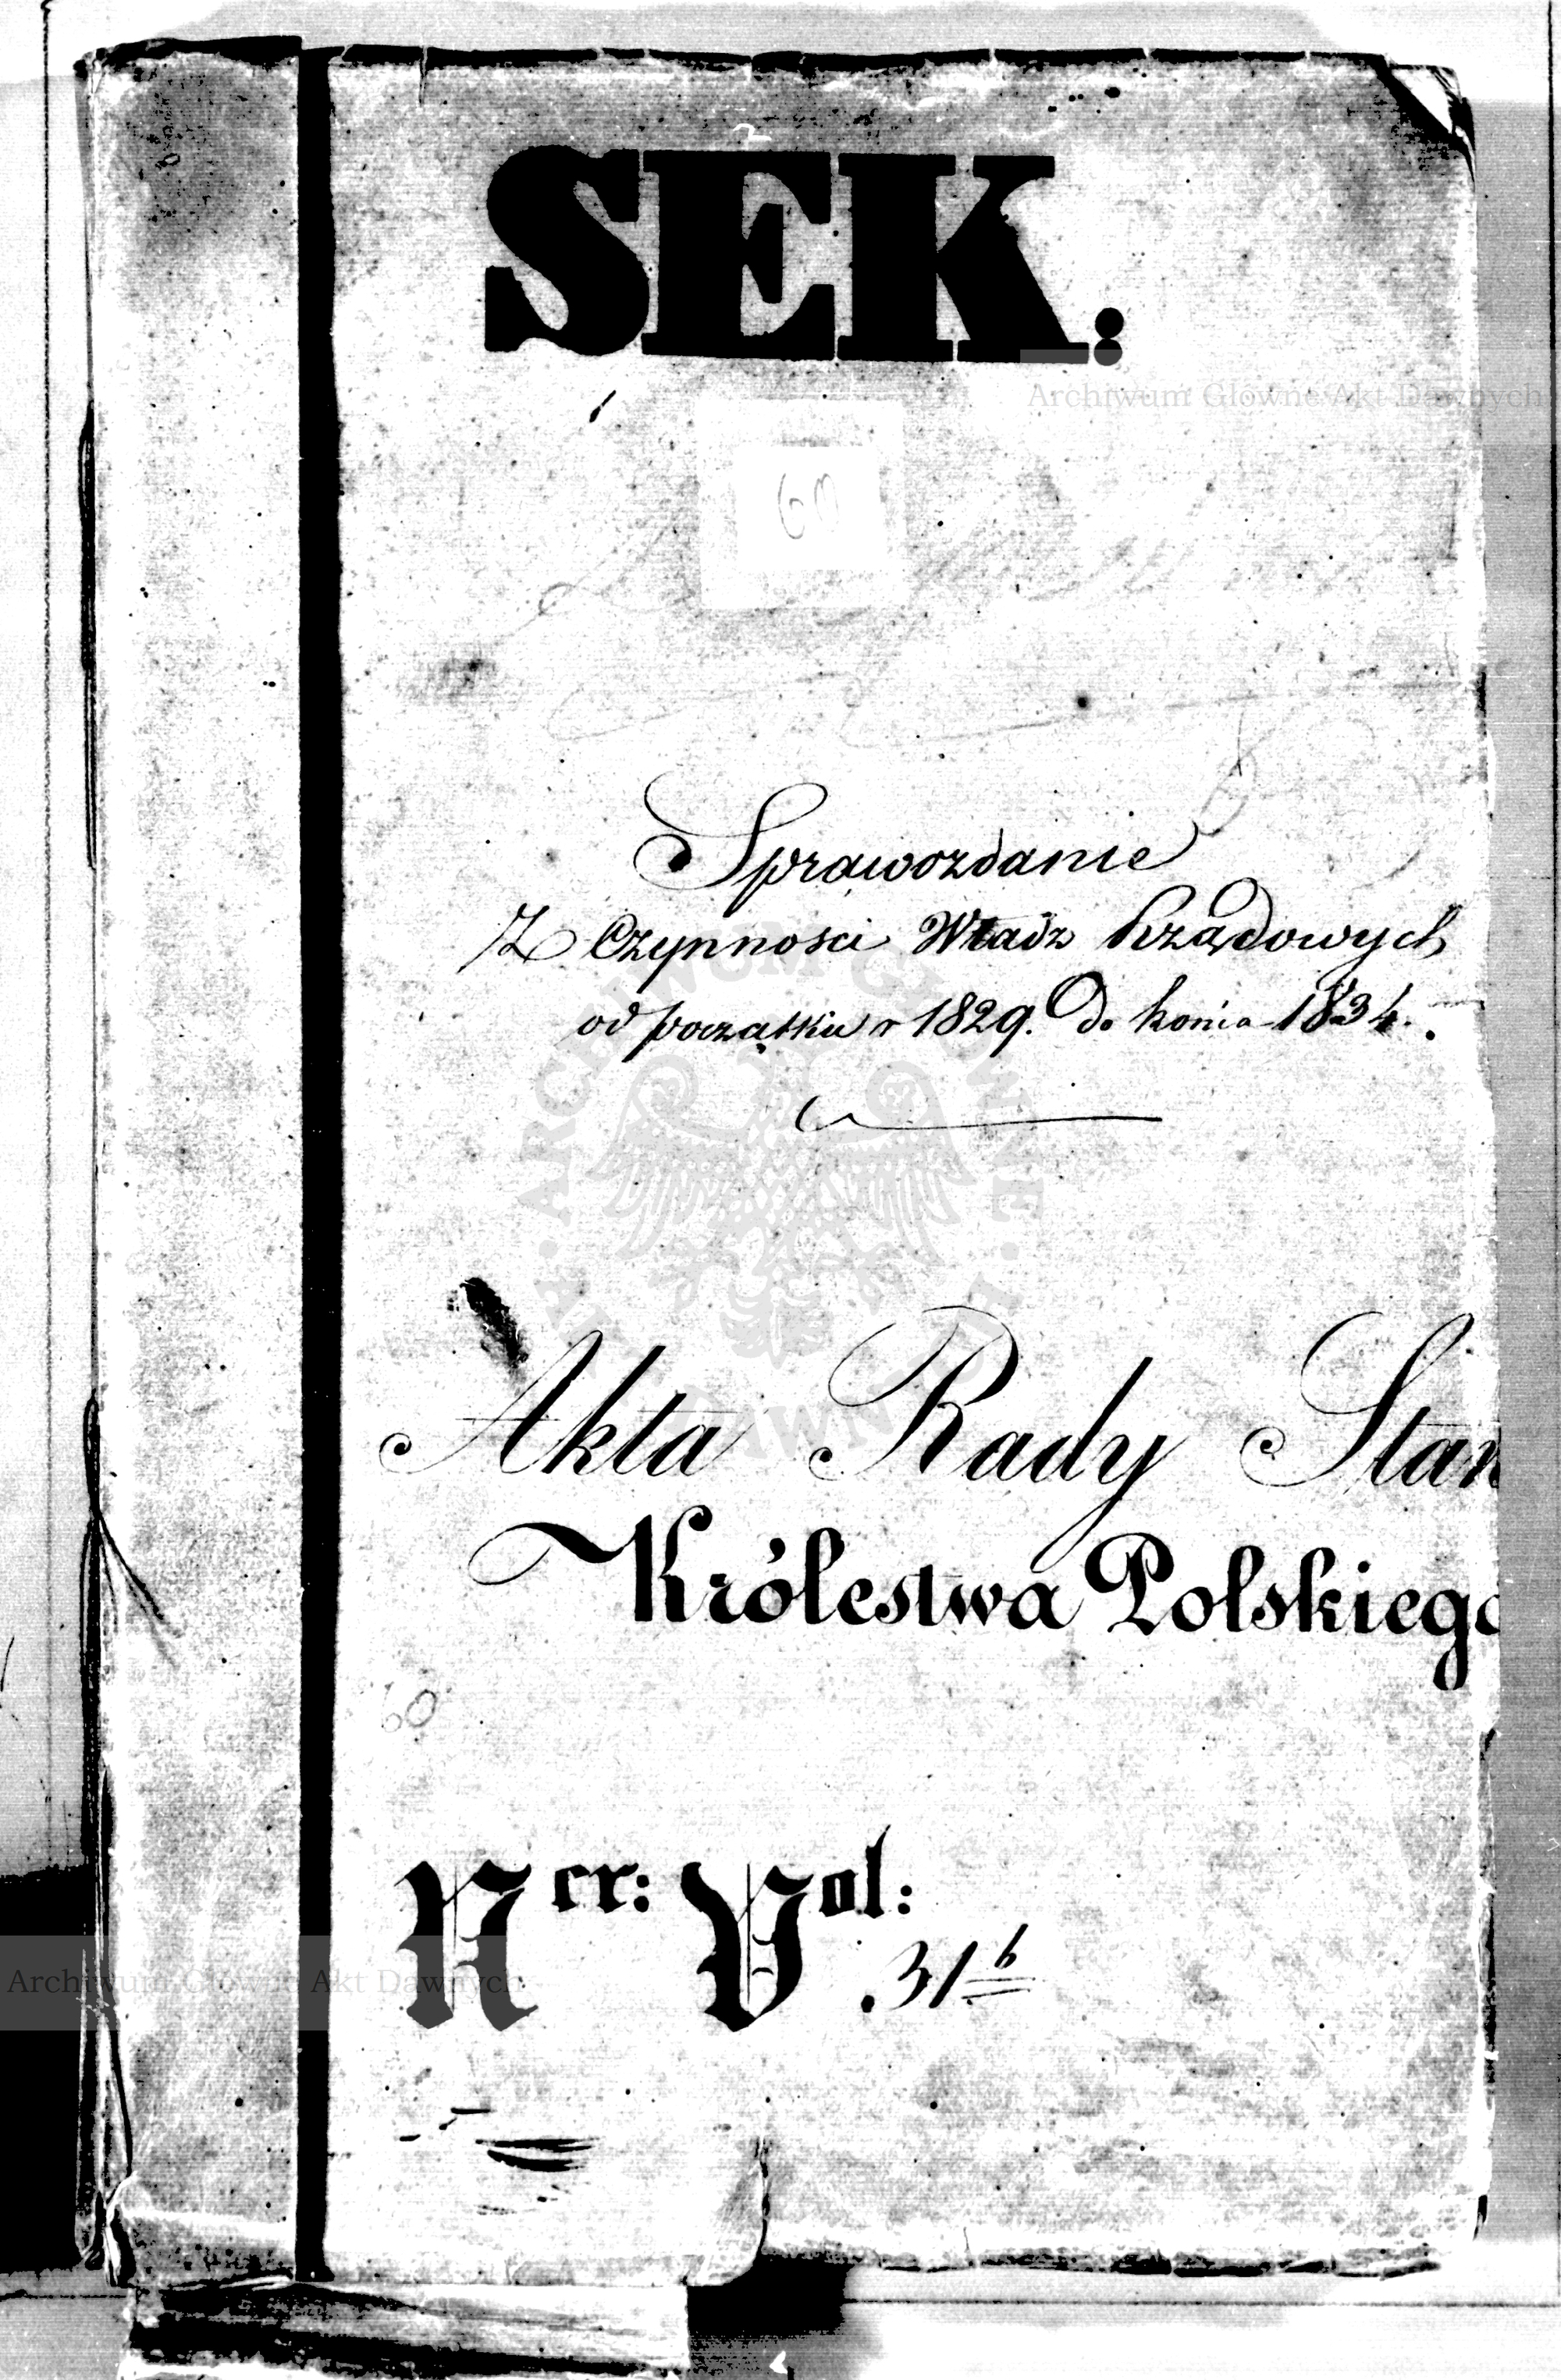 SEK:
Archiwum Główne Akt Dawnych
60
Sprawozdanie
Z Czynności Władz Rządowych
od początku r 1829. do końca 1834.
Akta Rady Stan
Królestwa Polskiego
60
Ner: Vol:
31b
Archiwum Główne Akt Dawnych